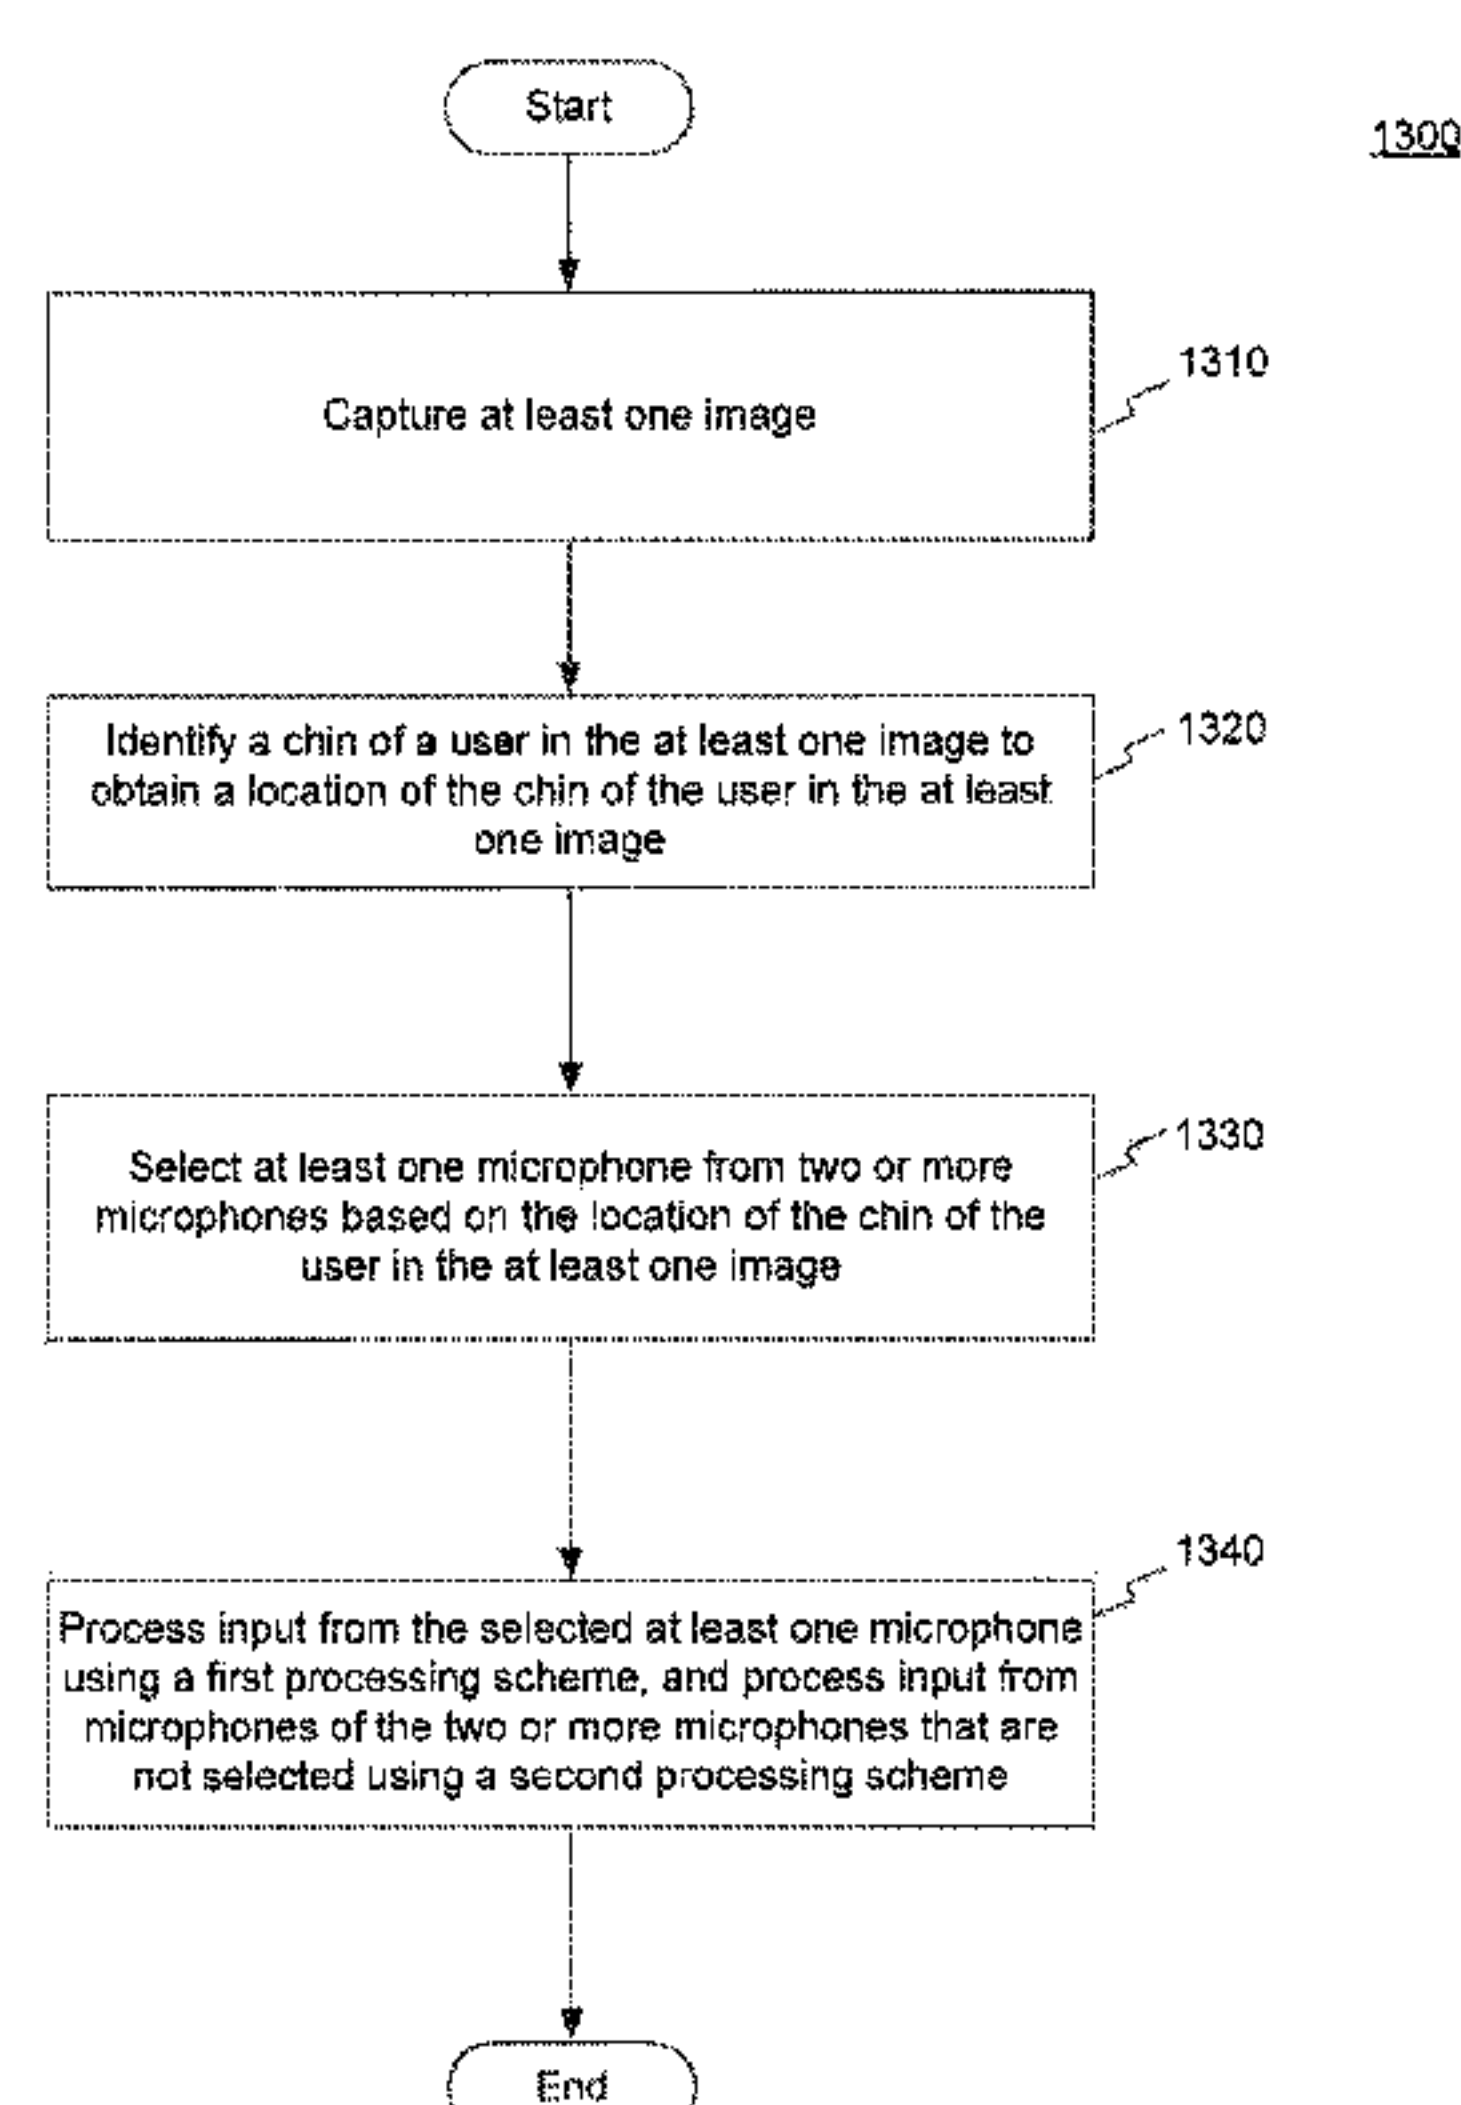 Start
1300
Capture at least one image
1310
Identify a chin of a user in the at least one image to
obtain a location of the chin of the user in the at least
one image
1320
Select at least one microphone from two or more
microphones based on the location of the chin of the
user in the at least one image
1330
Process input from the selected at least one microphone
using a first processing scheme, and process input from
microphones of the two or more microphones that are
not selected using a second processing scheme
1340
End